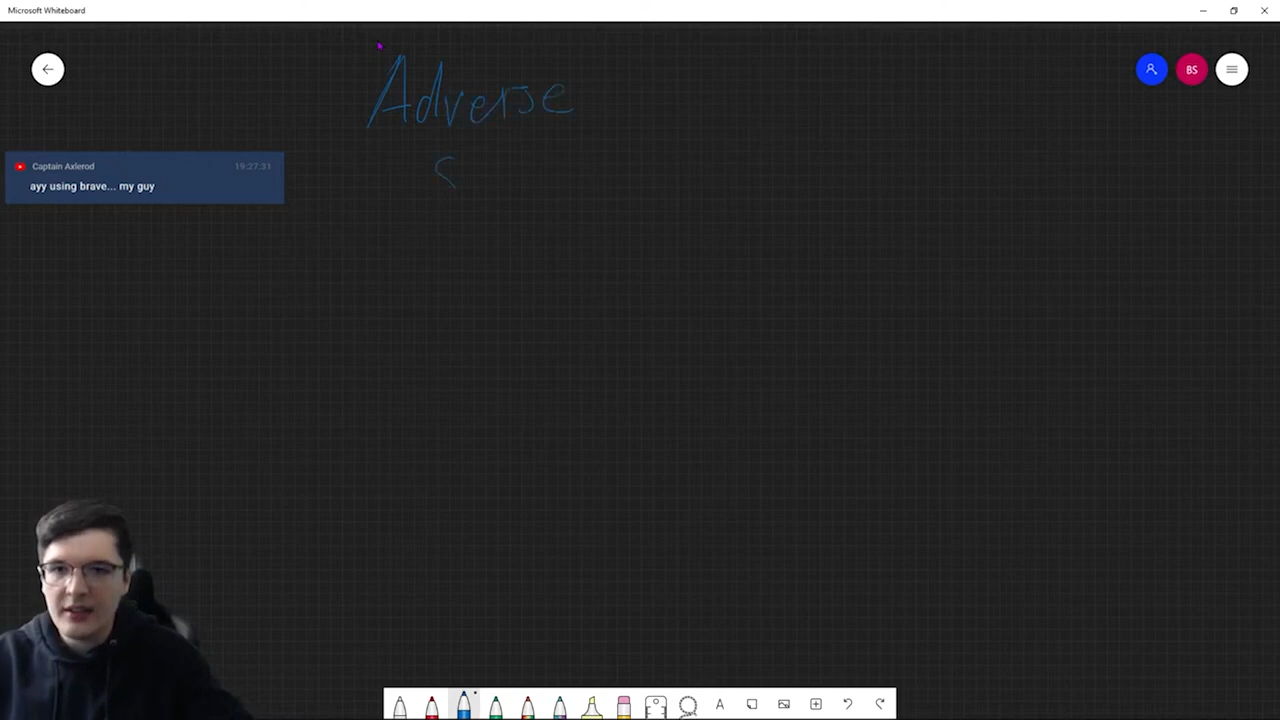 Microsoft Whiteboard
Adverse
S
BS
Captain Axlerod 19:27:31
ayy using brave... my guy
A